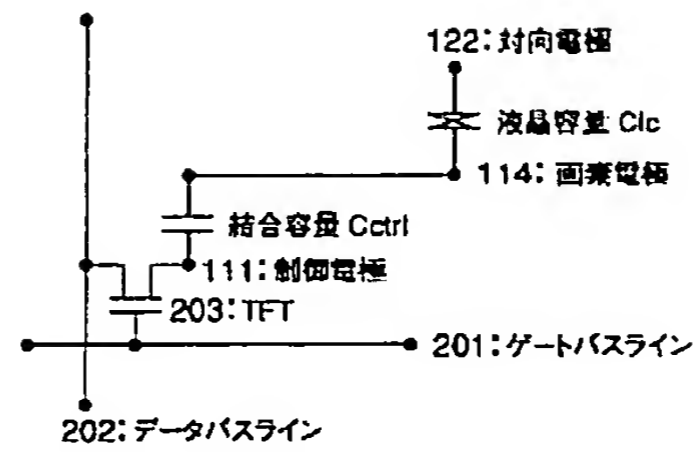 122:対向電極
液晶容量 Clc
114:画素電極
結合容量 Cctrl
111:制御電極
203:TFT
201:ゲートバスライン
202:データバスライン